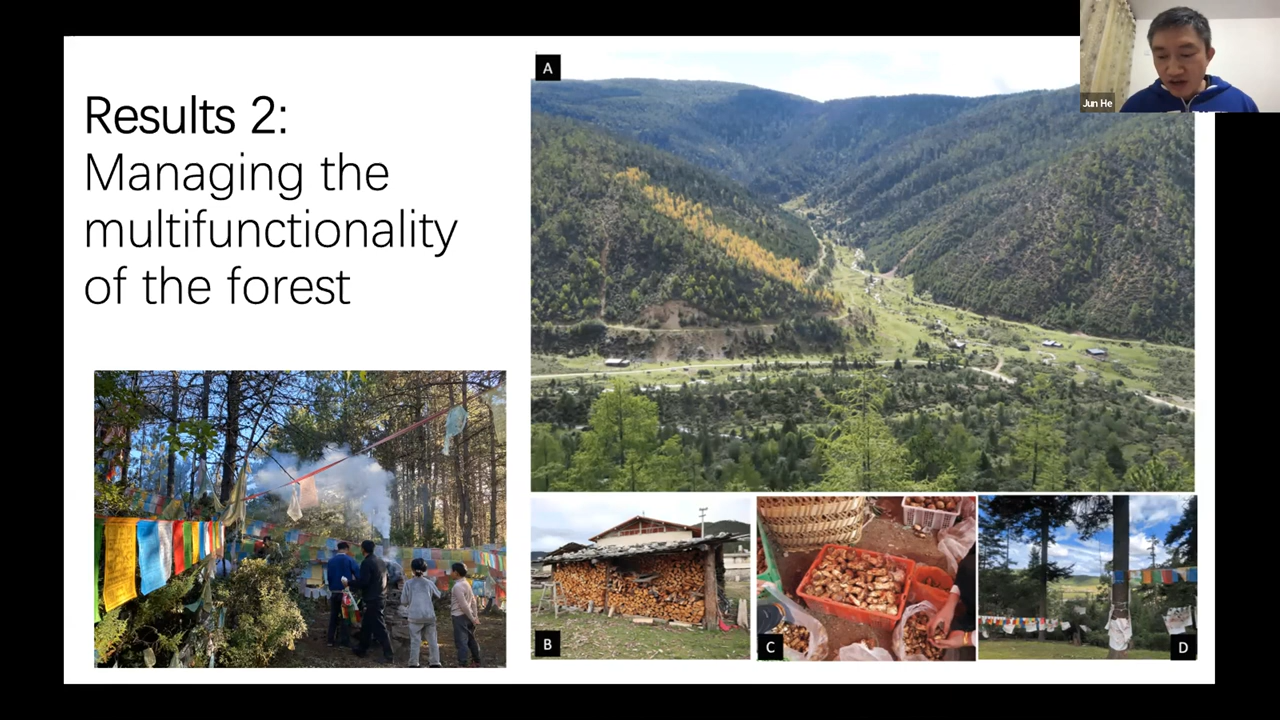 Results 2:
Managing the
multifunctionality
of the forest
A
Jun He
B
C
D